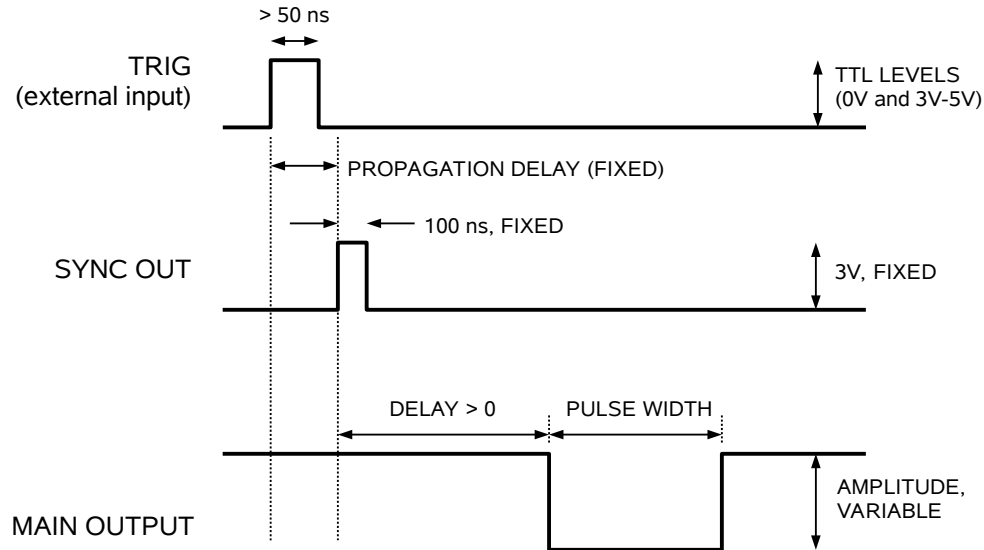 > 50 ns
TRIG
(external input)
TTL LEVELS
(0V and 3V-5V)
PROPAGATION DELAY (FIXED)
100 ns, FIXED
SYNC OUT
3V, FIXED
DELAY > 0
PULSE WIDTH
AMPLITUDE,
VARIABLE
MAIN OUTPUT